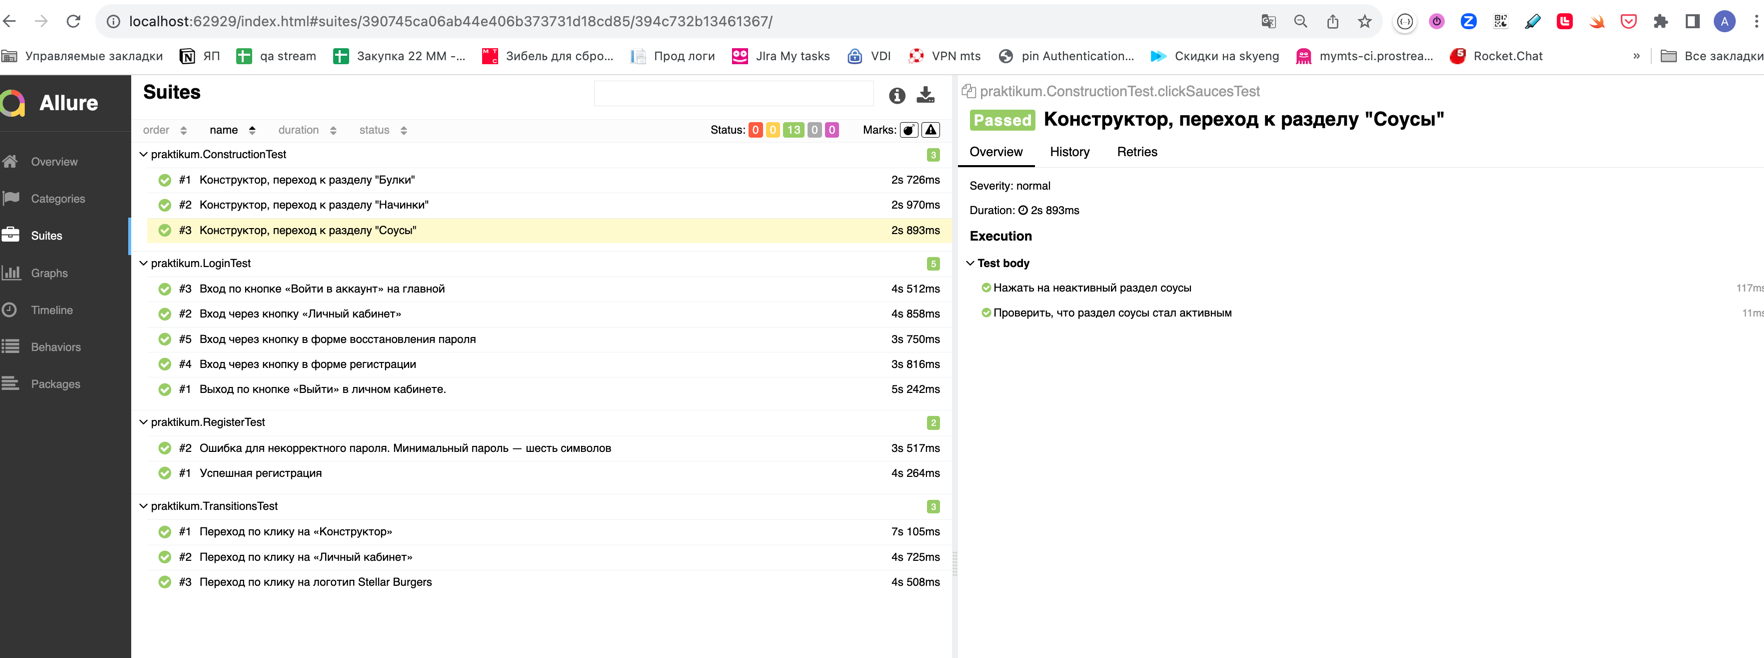 localhost:62929/index.html#suites/390745ca06ab44e406b373731d18cd85/394c732b13461367/
A
Управляемые закладки
ЯП
qa stream
Закупка 22 ММ -...
Зибель для сбро...
Прод логи
JIra My tasks
VDI
VPN mts
pin Authentication...
Скидки на skyeng
mymts-ci.prostrea...
5
Rocket.Chat
»
Все закладки
Allure
Overview
Categories
Suites
Graphs
Timeline
Behaviors
Packages
Suites
order name duration status
Status: 0 0 13 0 0 Marks:
praktikum.ConstructionTest 3
#1 Конструктор, переход к разделу "Булки" 2s 726ms
#2 Конструктор, переход к разделу "Начинки" 2s 970ms
#3 Конструктор, переход к разделу "Соусы" 2s 893ms
praktikum.LoginTest 5
#3 Вход по кнопке «Войти в аккаунт» на главной 4s 512ms
#2 Вход через кнопку «Личный кабинет» 4s 858ms
#5 Вход через кнопку в форме восстановления пароля 3s 750ms
#4 Вход через кнопку в форме регистрации 3s 816ms
#1 Выход по кнопке «Выйти» в личном кабинете. 5s 242ms
praktikum.RegisterTest 2
#2 Ошибка для некорректного пароля. Минимальный пароль — шесть символов 3s 517ms
#1 Успешная регистрация 4s 264ms
praktikum.TransitionsTest 3
#1 Переход по клику на «Конструктор» 7s 105ms
#2 Переход по клику на «Личный кабинет» 4s 725ms
#3 Переход по клику на логотип Stellar Burgers 4s 508ms
praktikum.ConstructionTest.clickSaucesTest
Passed Конструктор, переход к разделу "Соусы"
Overview History Retries
Severity: normal
Duration: 2s 893ms
Execution
Test body
Нажать на неактивный раздел соусы 117ms
Проверить, что раздел соусы стал активным 11ms